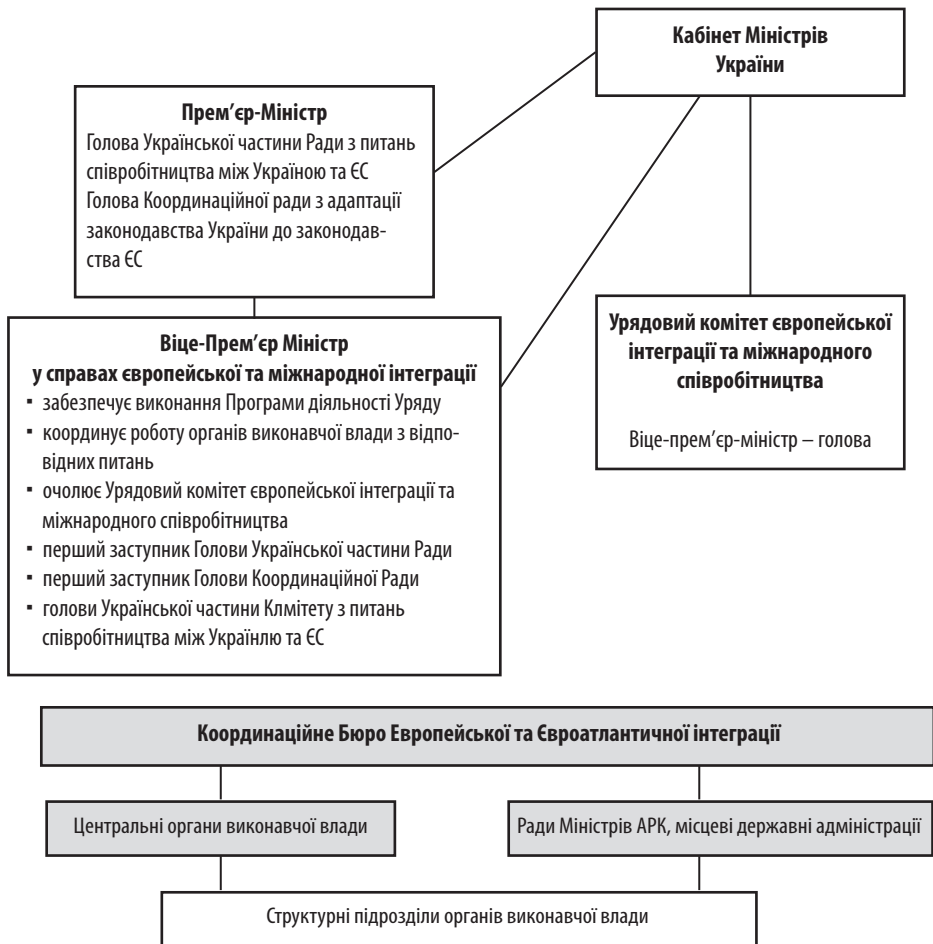 Кабінет Міністрів
України
Прем’єр-Міністр
Голова Української частини Ради з питань
співробітництва між Україною та ЄС
Голова Координаційної ради з адаптації
законодавства України до законодав-
ства ЄС
Віце-Прем’єр Міністр
у справах європейської та міжнародної інтеграції
▪ забезпечує виконання Програми діяльності Уряду
▪ координує роботу органів виконавчої влади з відпо-
відних питань
▪ очолює Урядовий комітет європейської інтеграції та
міжнародного співробітництва
▪ перший заступник Голови Української частини Ради
▪ перший заступник Голови Координаційної Ради
▪ голови Української частини Клмітету з питань
співробітництва між Українлю та ЄС
Урядовий комітет європейської
інтеграції та міжнародного
співробітництва
Віце-прем’єр-міністр – голова
Координаційне Бюро Европейської та Євроатлантичної інтеграції
Центральні органи виконавчої влади
Ради Міністрів АРК, місцеві державні адміністрації
Структурні підрозділи органів виконавчої влади